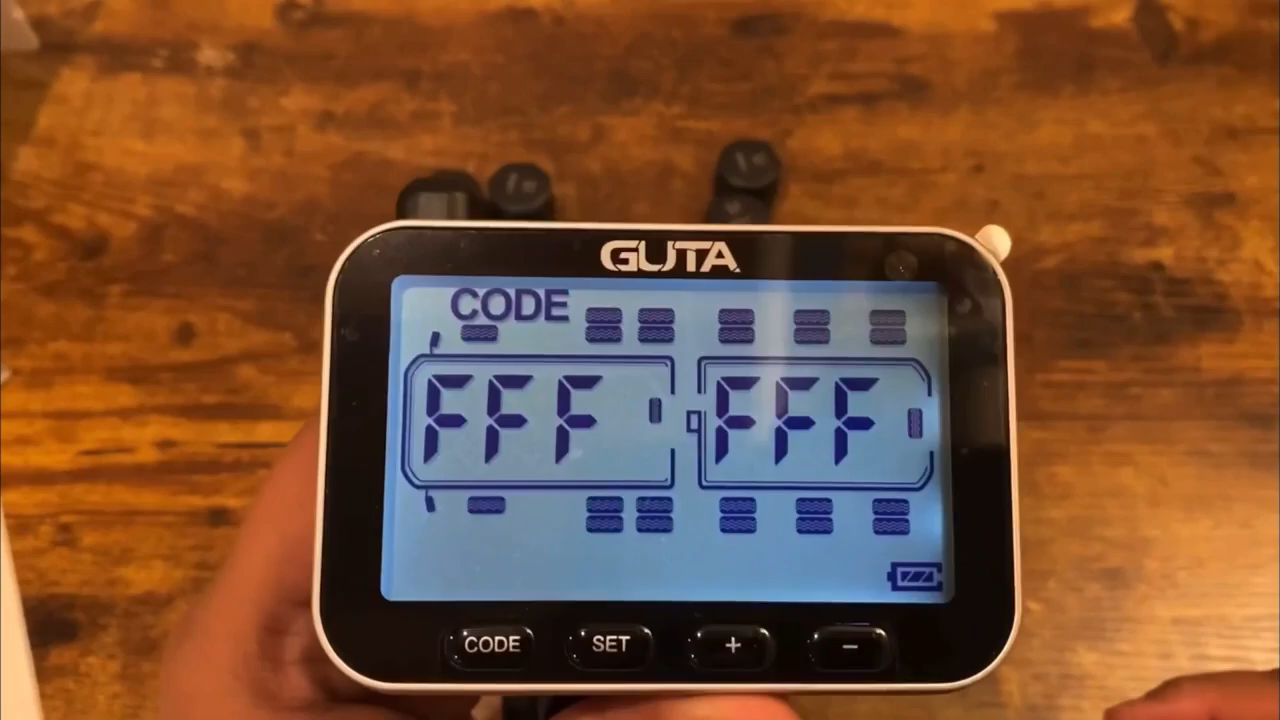 GUTA
CODE
FFF FFF
CODE SET + −